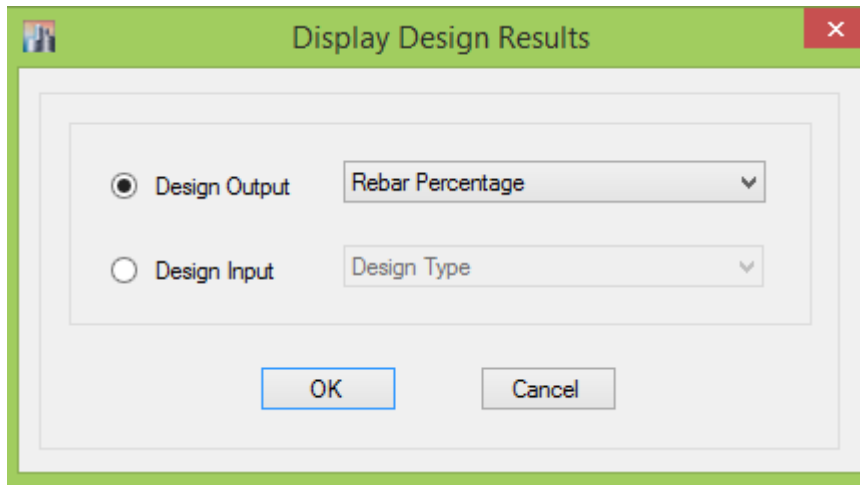 Display Design Results
Design Output Rebar Percentage
Design Input Design Type
OK Cancel